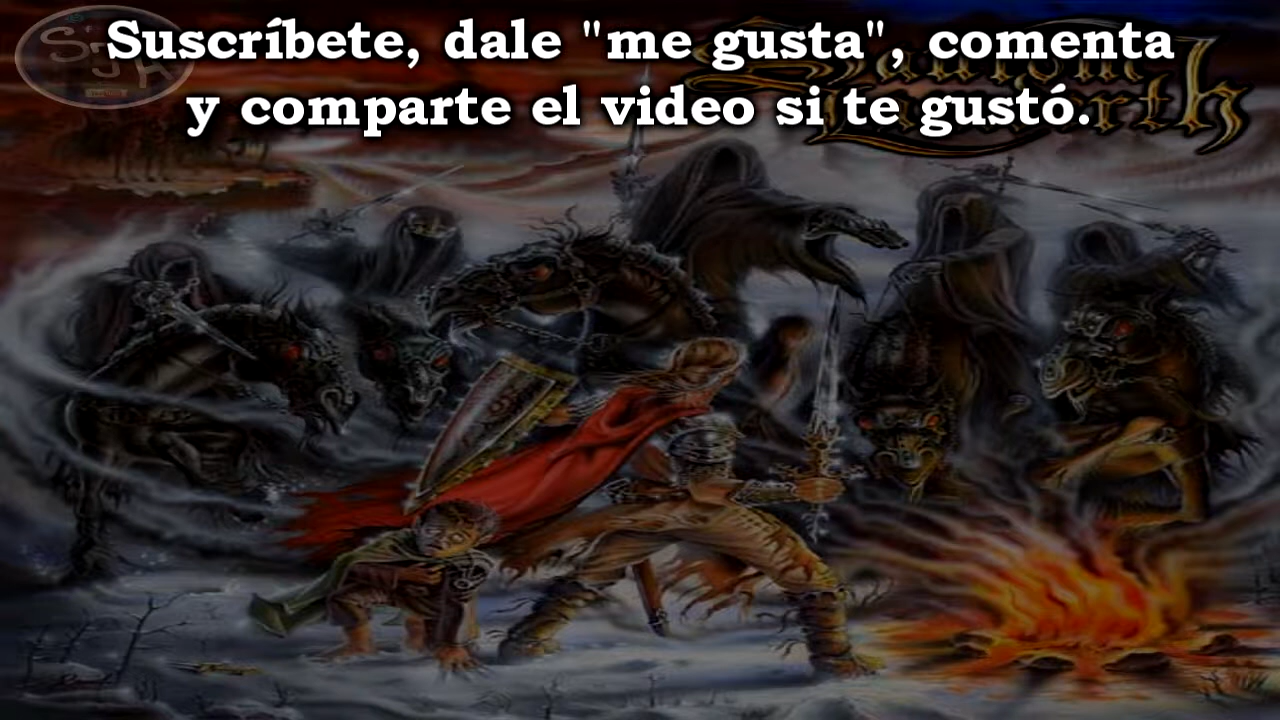 Suscríbete, dale "me gusta", comenta
y comparte el video si te gustó.